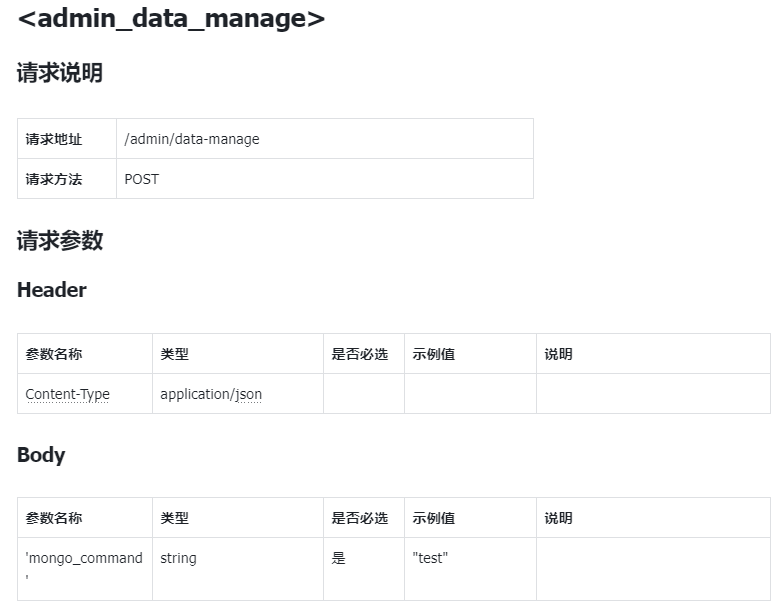 <admin_data_manage>
请求说明
请求地址 /admin/data-manage
请求方法 POST
请求参数
Header
参数名称 类型 是否必选 示例值 说明
Content-Type application/json
Body
参数名称 类型 是否必选 示例值 说明
'mongo_command string 是 "test"
'